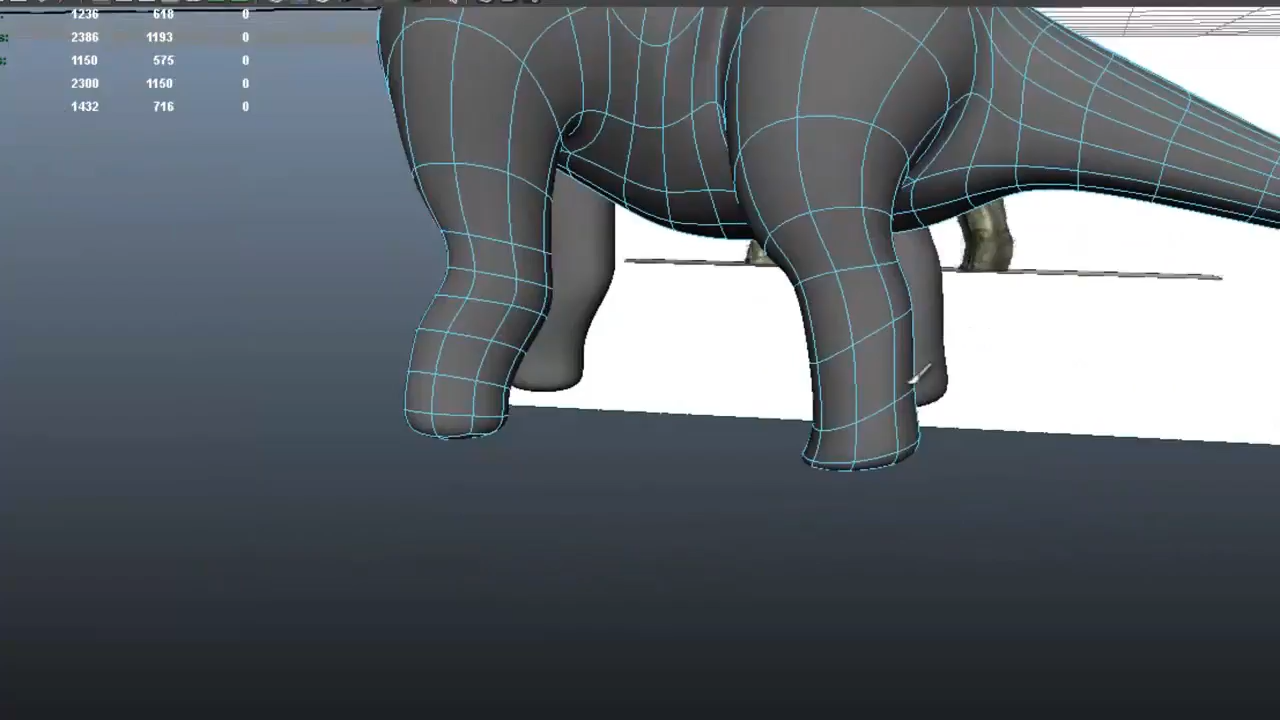 1236 618 0
s: 2386 1193 0
s: 1150 575 0
2300 1150 0
1432 716 0